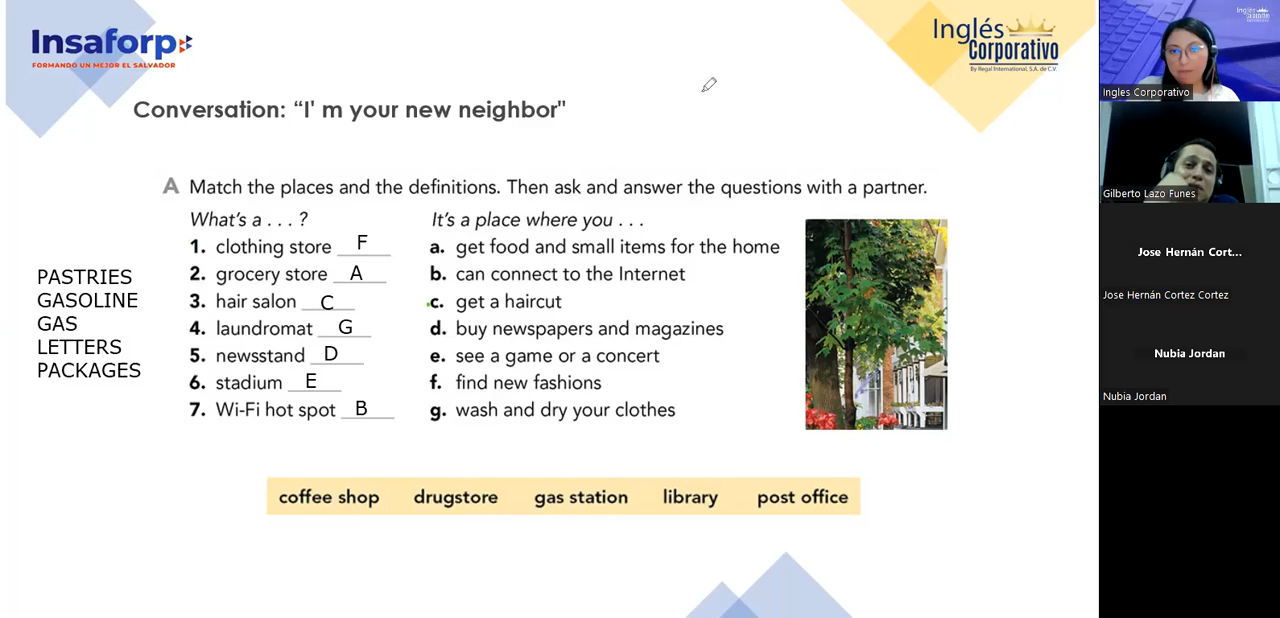 Insaforp
FORMANDO UN MEJOR EL SALVADOR
Inglés
Corporativo
By Regal International, S.A. de C.V.
Conversation: “I' m your new neighbor"
A Match the places and the definitions. Then ask and answer the questions with a partner.
What's a . . . ?
1. clothing store F
2. grocery store A
3. hair salon C
4. laundromat G
5. newsstand D
6. stadium E
7. Wi-Fi hot spot B
It's a place where you . . .
a. get food and small items for the home
b. can connect to the Internet
c. get a haircut
d. buy newspapers and magazines
e. see a game or a concert
f. find new fashions
g. wash and dry your clothes
PASTRIES
GASOLINE
GAS
LETTERS
PACKAGES
coffee shop drugstore gas station library post office
Ingles Corporativo
Gilberto Lazo Funes
Jose Hernán Cort...
Jose Hernán Cortez Cortez
Nubia Jordan
Nubia Jordan